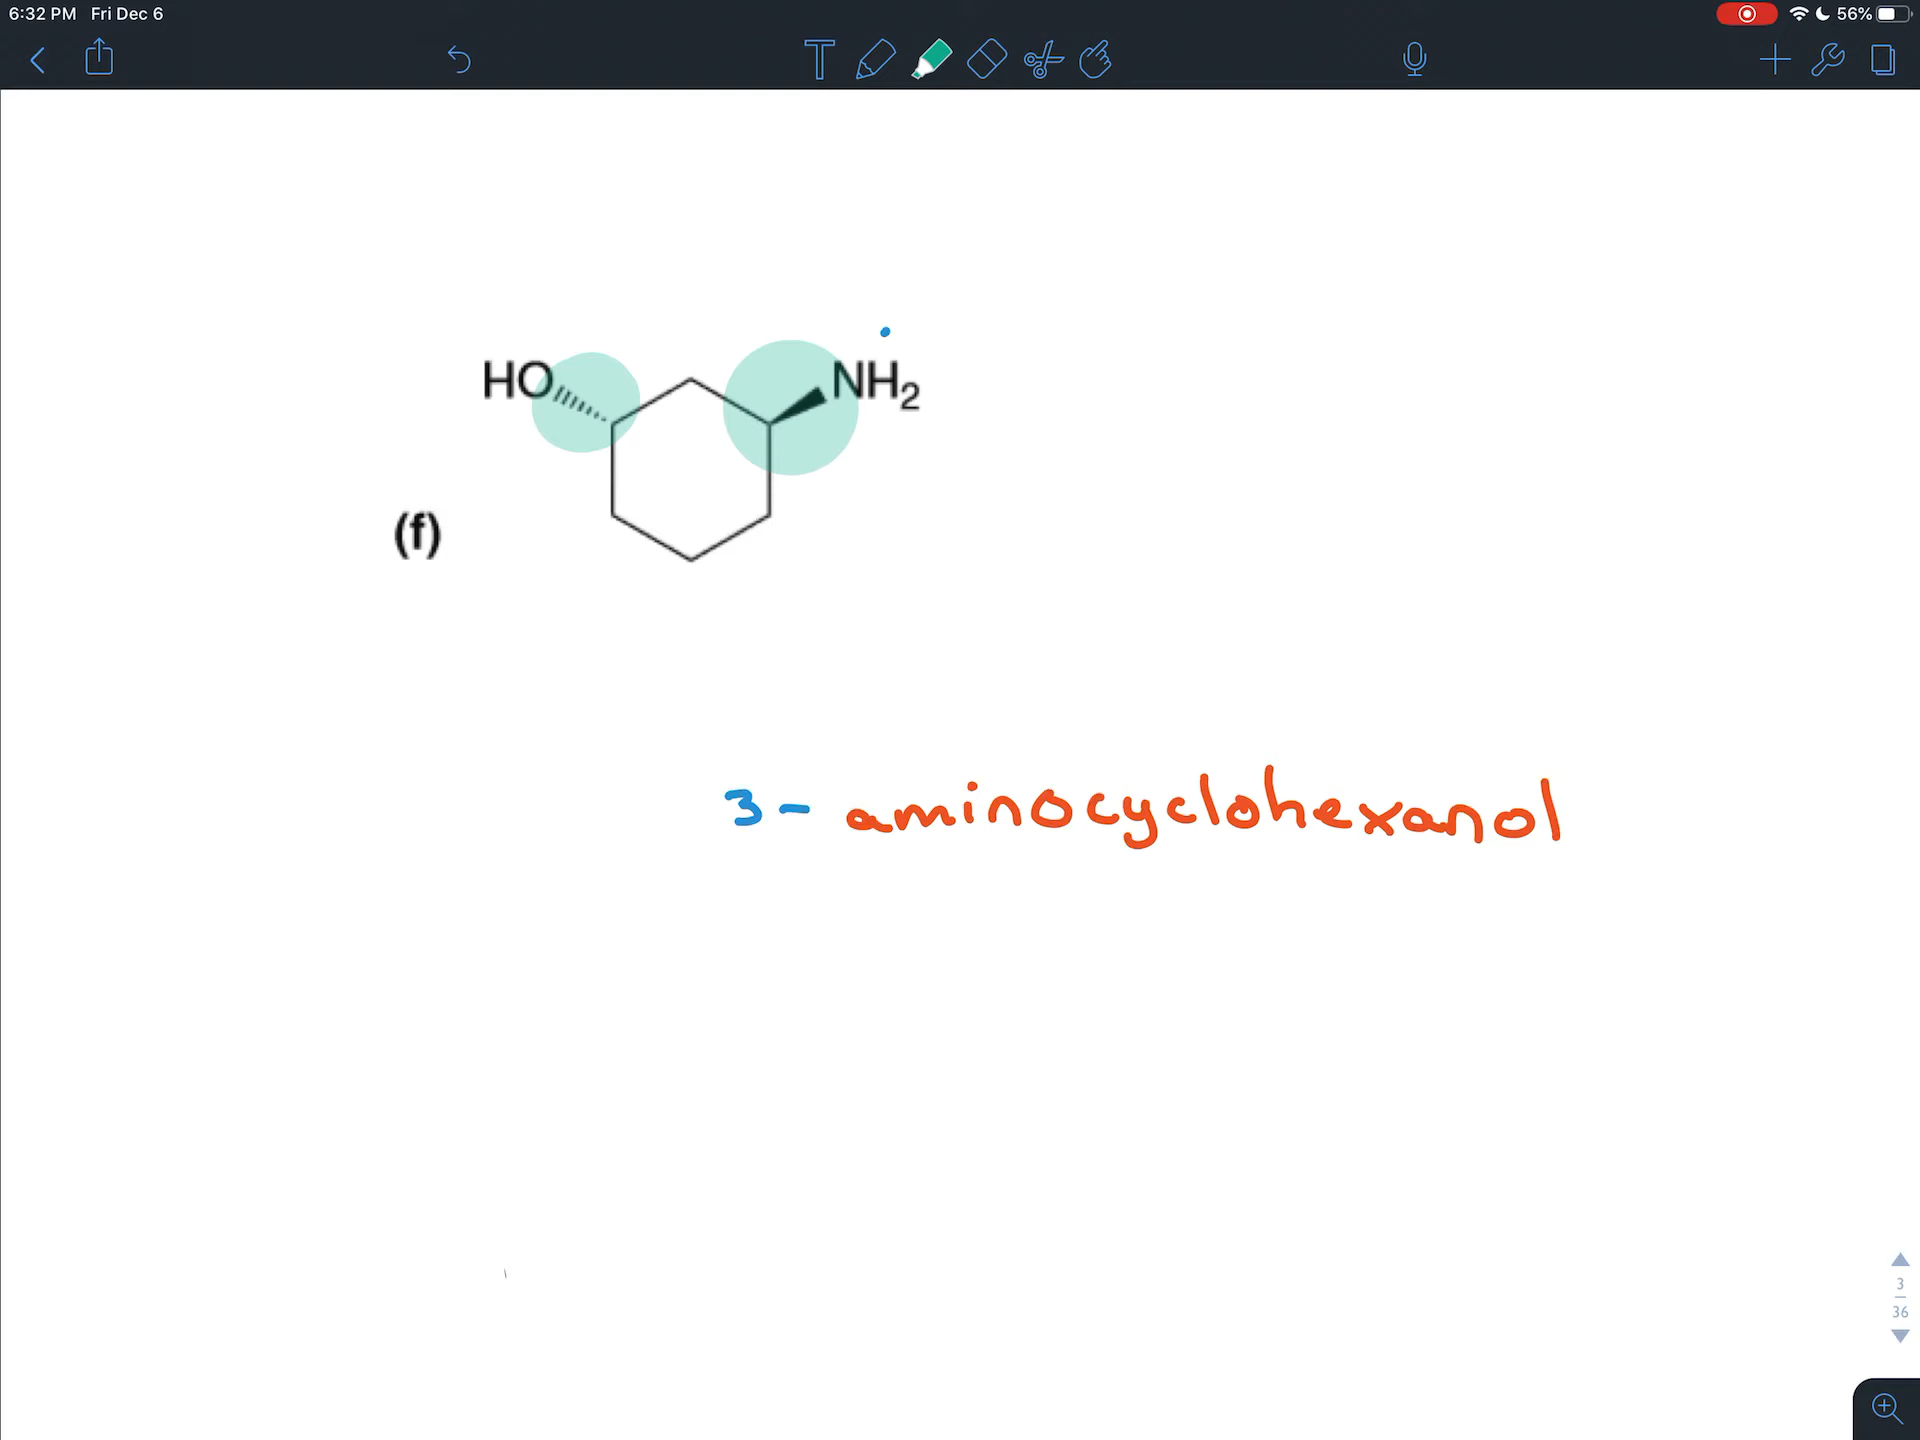 6:32 PM Fri Dec 6
56%
HO
NH2
(f)
3- aminocyclohexanol
3
36